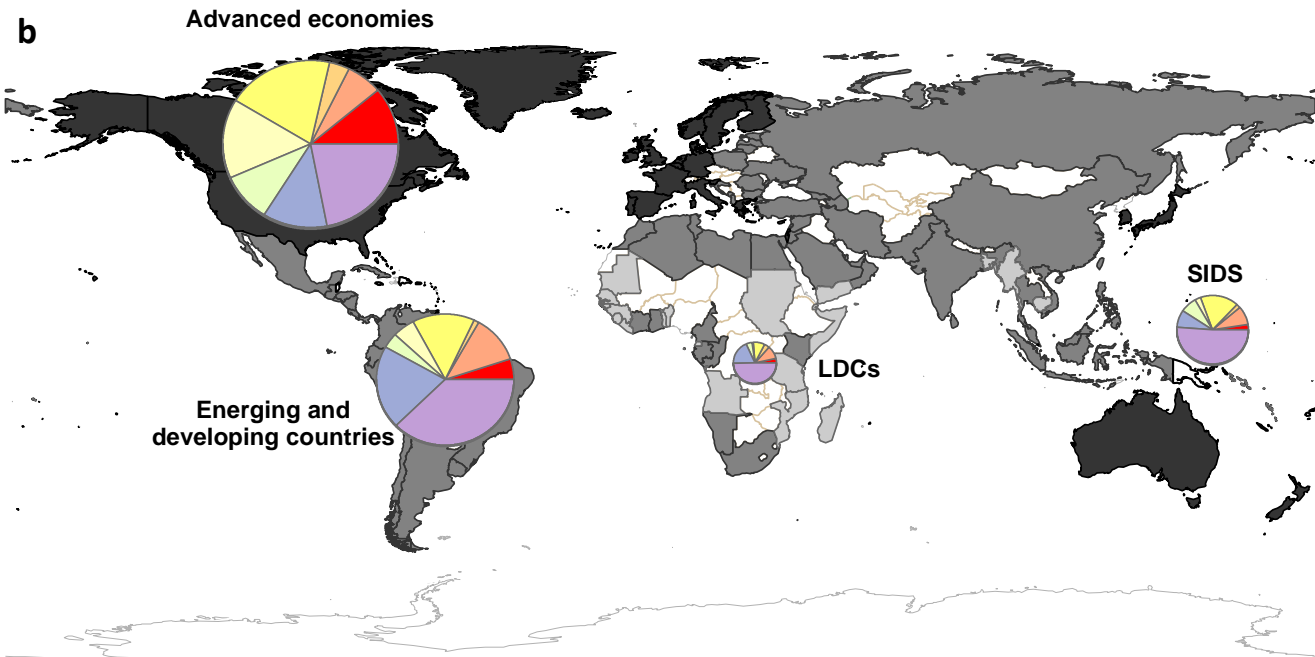 b
Advanced economies
SIDS
LDCs
Energing and
developing countries